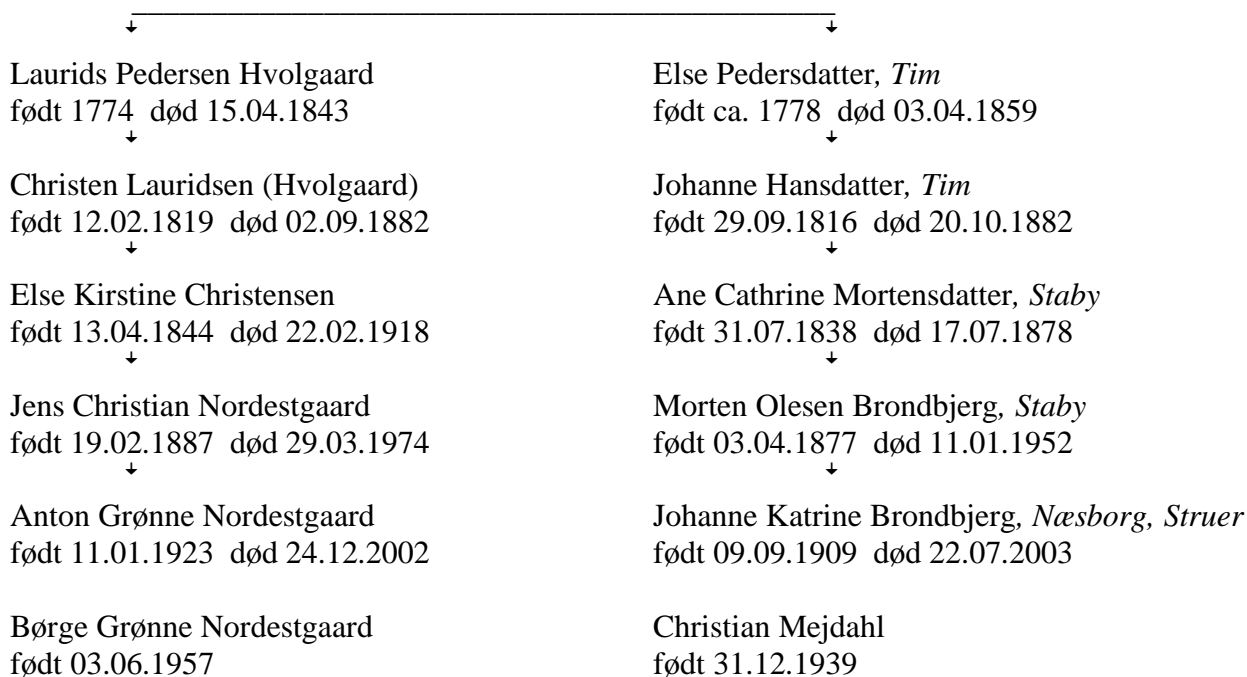 Laurids Pedersen Hvolgaard
født 1774 død 15.04.1843
Christen Lauridsen (Hvolgaard)
født 12.02.1819 død 02.09.1882
Else Kirstine Christensen
født 13.04.1844 død 22.02.1918
Jens Christian Nordestgaard
født 19.02.1887 død 29.03.1974
Anton Grønne Nordestgaard
født 11.01.1923 død 24.12.2002
Børge Grønne Nordestgaard
født 03.06.1957
Else Pedersdatter, Tim
født ca. 1778 død 03.04.1859
Johanne Hansdatter, Tim
født 29.09.1816 død 20.10.1882
Ane Cathrine Mortensdatter, Staby
født 31.07.1838 død 17.07.1878
Morten Olesen Brondbjerg, Staby
født 03.04.1877 død 11.01.1952
Johanne Katrine Brondbjerg, Næsborg, Struer
født 09.09.1909 død 22.07.2003
Christian Mejdahl
født 31.12.1939